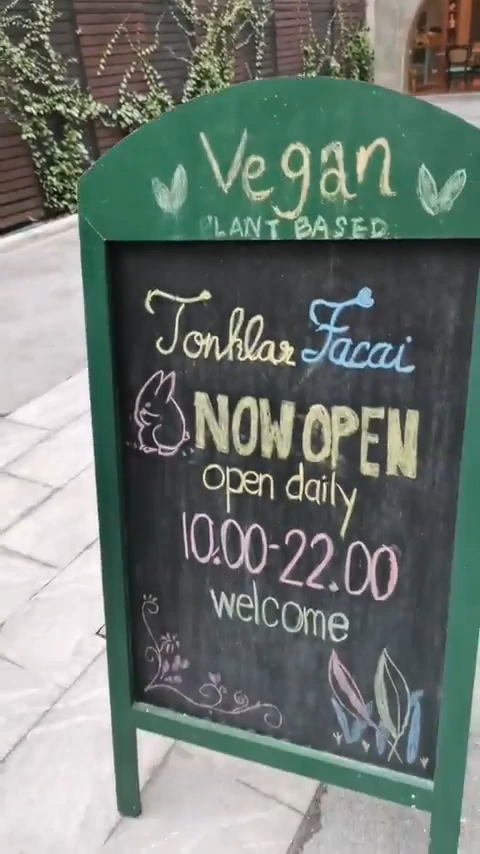 Vegan
PLANT BASED
Tonklar Facai
NOW OPEN
open daily
10.00-22.00
welcome